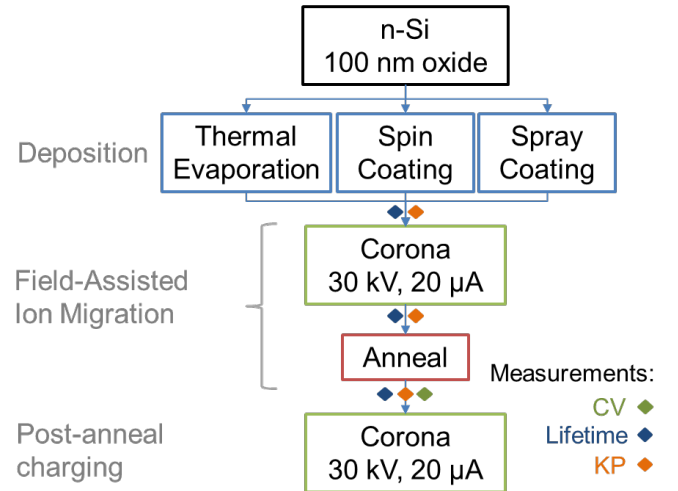 n-Si
100 nm oxide
Deposition
Thermal
Evaporation
Spin
Coating
Spray
Coating
Field-Assisted
Ion Migration
Corona
30 kV, 20 µA
Anneal
Measurements:
CV
Lifetime
KP
Post-anneal
charging
Corona
30 kV, 20 µA